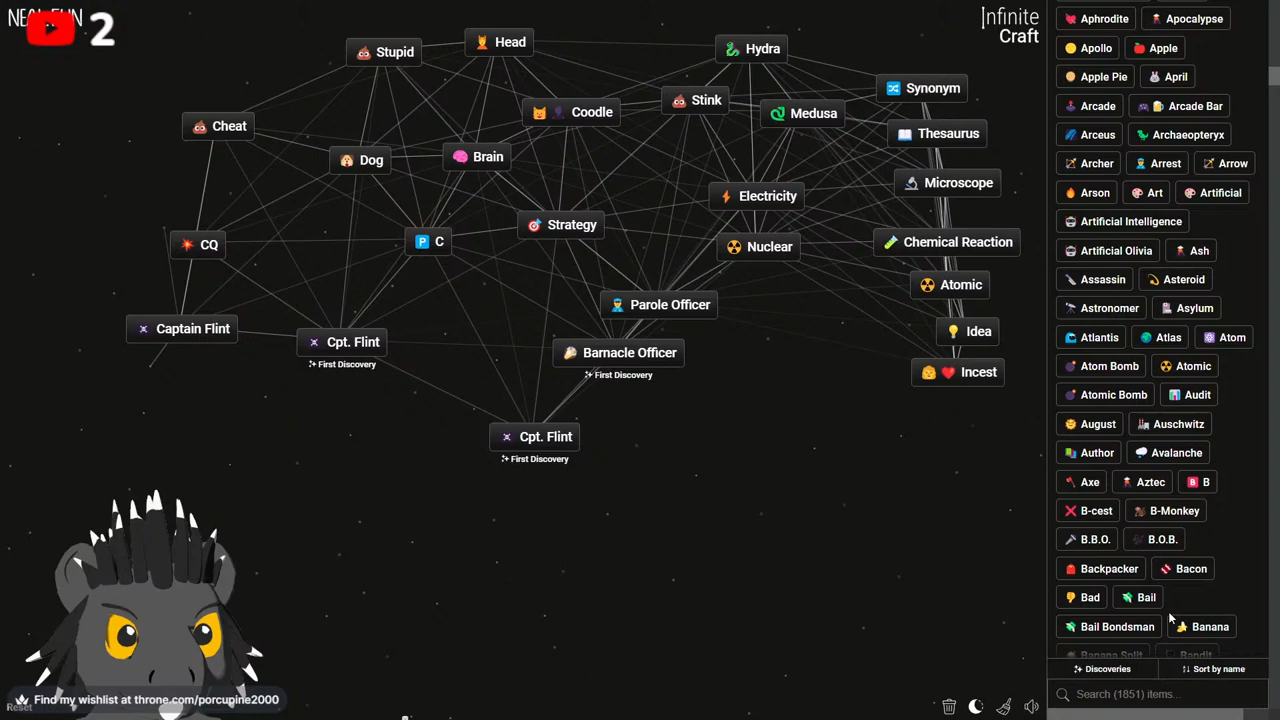 NEAL.FUN
2
Infinite
Craft
Stupid
Head
Hydra
Synonym
Cheat
Coodle
Stink
Medusa
Thesaurus
Dog
Brain
Microscope
Electricity
Strategy
CQ
C
Nuclear
Chemical Reaction
Atomic
Parole Officer
Captain Flint
Cpt. Flint
First Discovery
Idea
Barnacle Officer
First Discovery
Incest
Cpt. Flint
First Discovery
Aphrodite Apocalypse
Apollo Apple
Apple Pie April
Arcade Arcade Bar
Arceus Archaeopteryx
Archer Arrest Arrow
Arson Art Artificial
Artificial Intelligence
Artificial Olivia Ash
Assassin Asteroid
Astronomer Asylum
Atlantis Atlas Atom
Atom Bomb Atomic
Atomic Bomb Audit
August Auschwitz
Author Avalanche
Axe Aztec B
B-cest B-Monkey
B.B.O. B.O.B.
Backpacker Bacon
Bad Bail
Bail Bondsman Banana
Banana Split Bandit
Discoveries Sort by name
Search (1851) items...
Find my wishlist at throne.com/porcupine2000
Reset